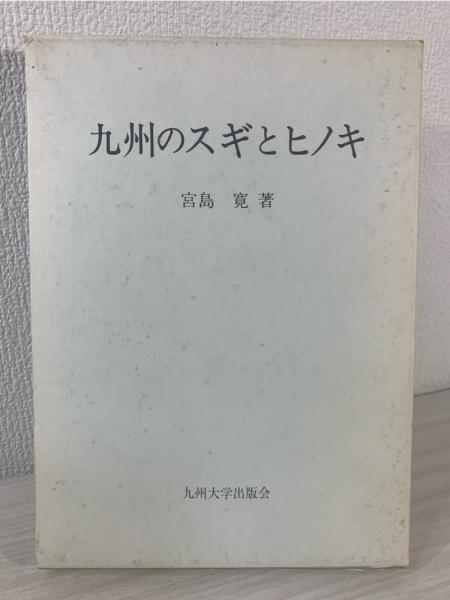 九州のスギとヒノキ
宮島 寛 著
九州大学出版会